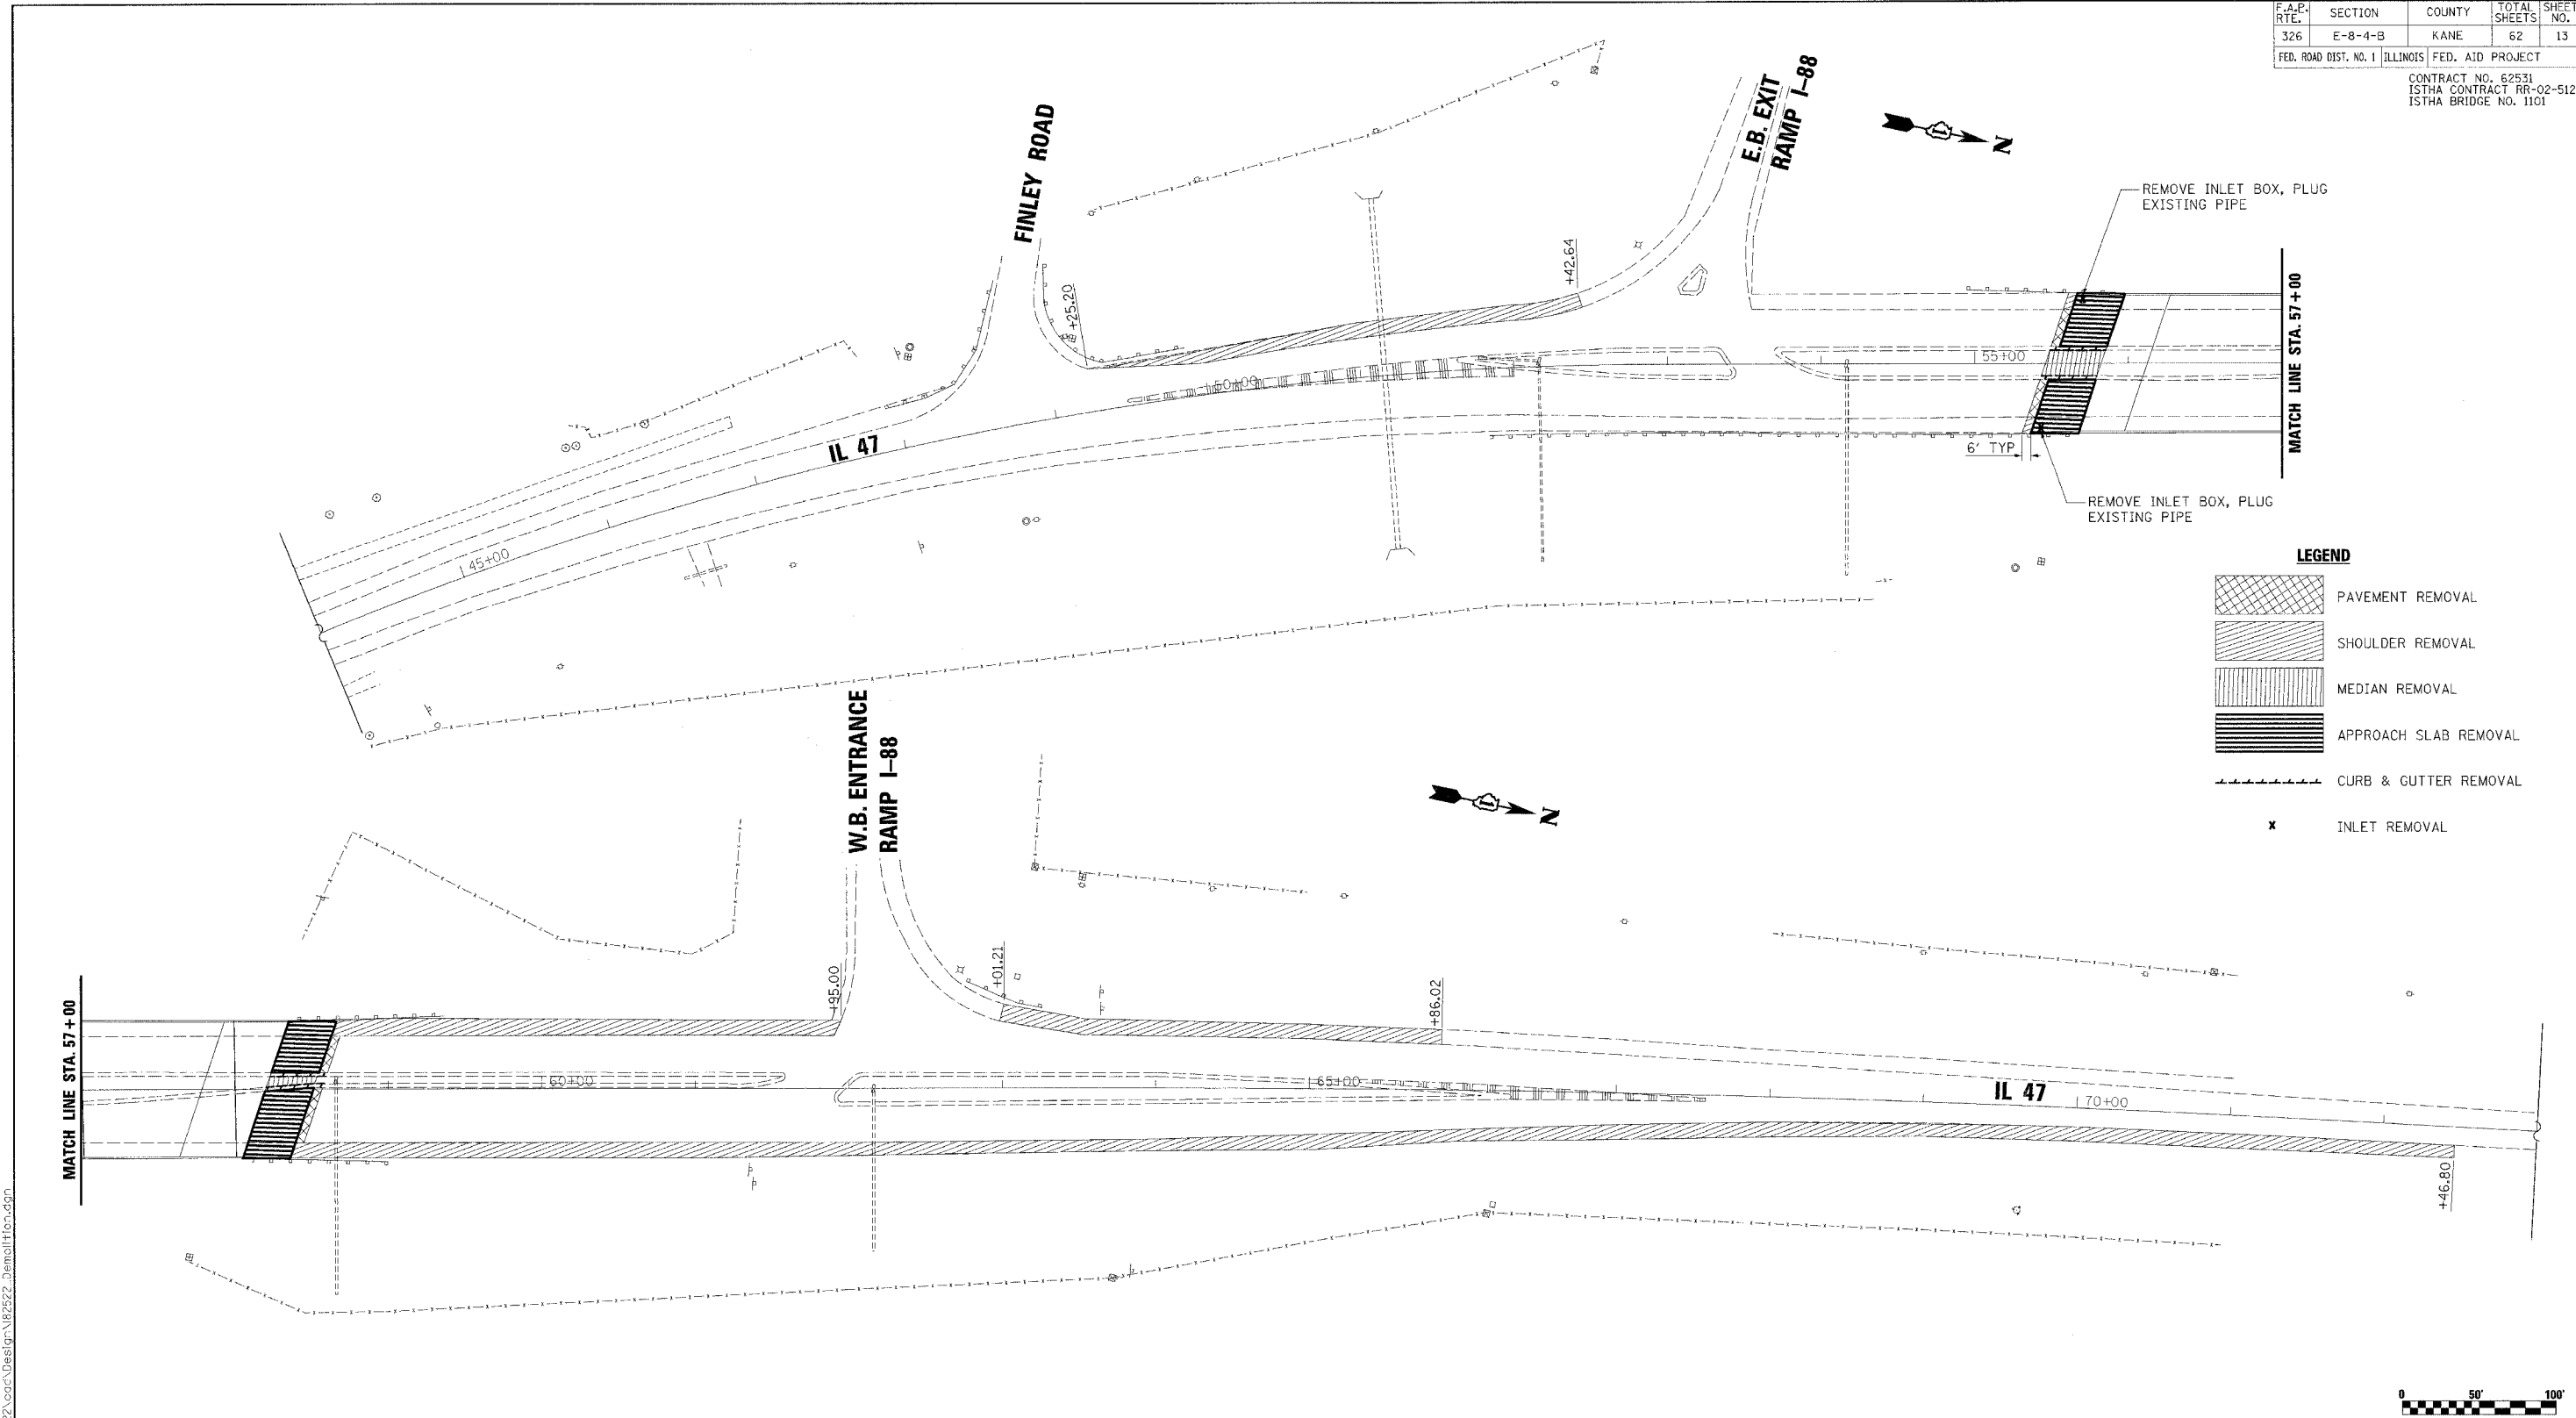 F.A.P. RTE. SECTION COUNTY TOTAL SHEETS SHEET NO.
326 E-8-4-B KANE 62 13
FED. ROAD DIST. NO. 1 ILLINOIS FED. AID PROJECT
CONTRACT NO. 62531
ISTHA CONTRACT RR-02-512
ISTHA BRIDGE NO. 1101
FINLEY ROAD
E.B. EXIT
RAMP I-88
N
REMOVE INLET BOX, PLUG
EXISTING PIPE
+25.20
+42.64
MATCH LINE STA. 57+00
55+00
50+00
IL 47
45+00
6' TYP
REMOVE INLET BOX, PLUG
EXISTING PIPE
LEGEND
PAVEMENT REMOVAL
SHOULDER REMOVAL
MEDIAN REMOVAL
APPROACH SLAB REMOVAL
CURB & GUTTER REMOVAL
x INLET REMOVAL
W.B. ENTRANCE
RAMP I-88
N
MATCH LINE STA. 57+00
+95.00
+01.21
+86.02
60+00
65+00
IL 47
70+00
+46.80
22\cad\Design\I82522_Demolition.dgn
0 50' 100'